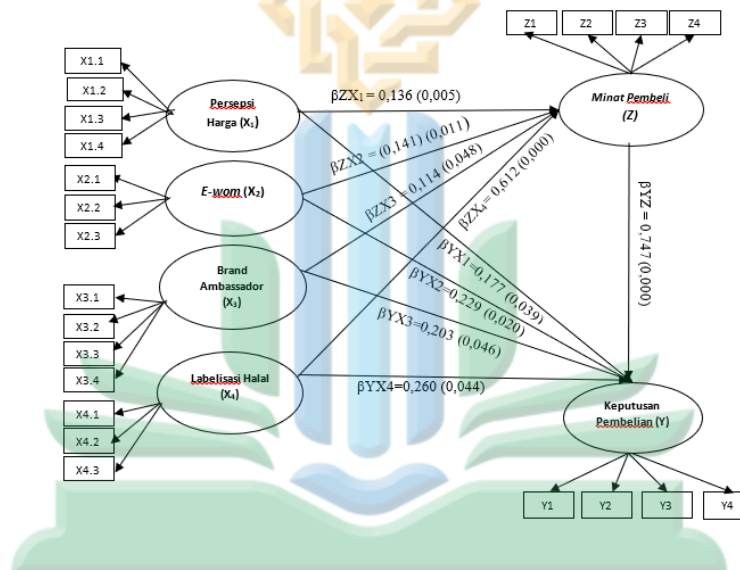 Z1 Z2 Z3 Z4
X1.1
X1.2
X1.3
X1.4
Persepsi
Harga (X₁)
βZX₁= 0,136 (0,005)
Minat Pembeli
(Z)
X2.1
X2.2
X2.3
E-wom (X₂)
βZX2 = (0,141) (0,011)
βZX3 = 0,114 (0,048)
βZX₄= 0,612 (0,000)
βYZ = 0,747 (0,000)
X3.1
X3.2
X3.3
X3.4
Brand
Ambassador
(X₃)
βYX1=0,177 (0,039)
βYX2=0,229 (0,020)
βYX3=0,203 (0,046)
X4.1
X4.2
X4.3
Labelisasi Halal
(X₄)
βYX4=0,260 (0,044)
Keputusan
Pembelian (Y)
Y1 Y2 Y3 Y4